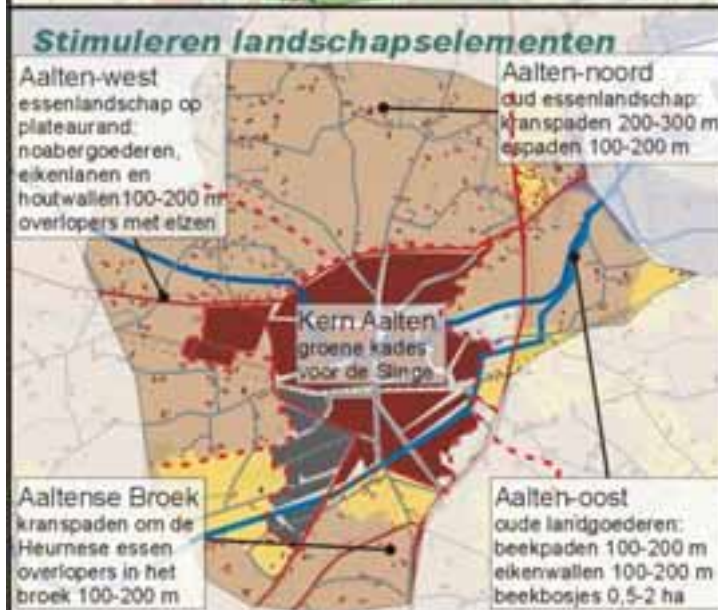 Stimuleren landschapselementen
Aalten-west
essenlandschap op
plateaurand:
noabergoederen,
eikenlanen en
houtwallen 100-200 m
overlopers met elzen
Aalten-noord
oud essenlandschap:
kranspaden 200-300 m
espaden 100-200 m
Kern Aalten
groene kades
voor de Slinge
Aaltense Broek
kranspaden om de
Heurnese essen
overlopers in het
broek 100-200 m
Aalten-oost
oude landgoederen:
beekpaden 100-200 m
eikenwallen 100-200 m
beekbosjes 0,5-2 ha